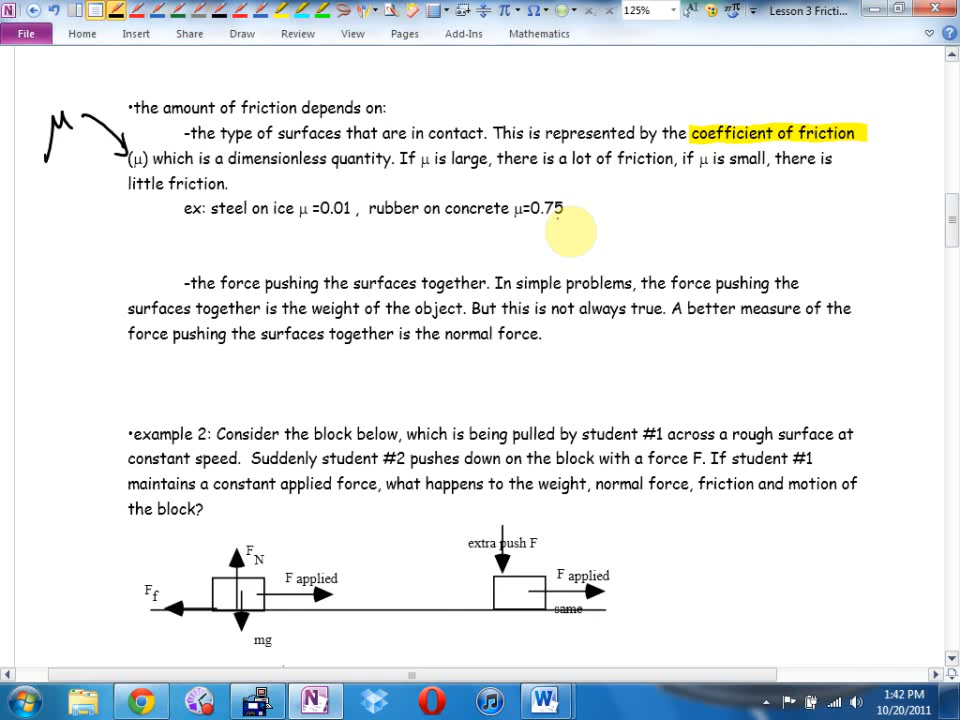 125%
Lesson 3 Fricti...
File Home Insert Share Draw Review View Pages Add-Ins Mathematics
•the amount of friction depends on:
-the type of surfaces that are in contact. This is represented by the coefficient of friction
μ
(μ) which is a dimensionless quantity. If μ is large, there is a lot of friction, if μ is small, there is
little friction.
ex: steel on ice μ =0.01 , rubber on concrete μ=0.75
-the force pushing the surfaces together. In simple problems, the force pushing the
surfaces together is the weight of the object. But this is not always true. A better measure of the
force pushing the surfaces together is the normal force.
•example 2: Consider the block below, which is being pulled by student #1 across a rough surface at
constant speed. Suddenly student #2 pushes down on the block with a force F. If student #1
maintains a constant applied force, what happens to the weight, normal force, friction and motion of
the block?
extra push F
F N
F applied
F applied
F f
same
mg
1:42 PM
10/20/2011